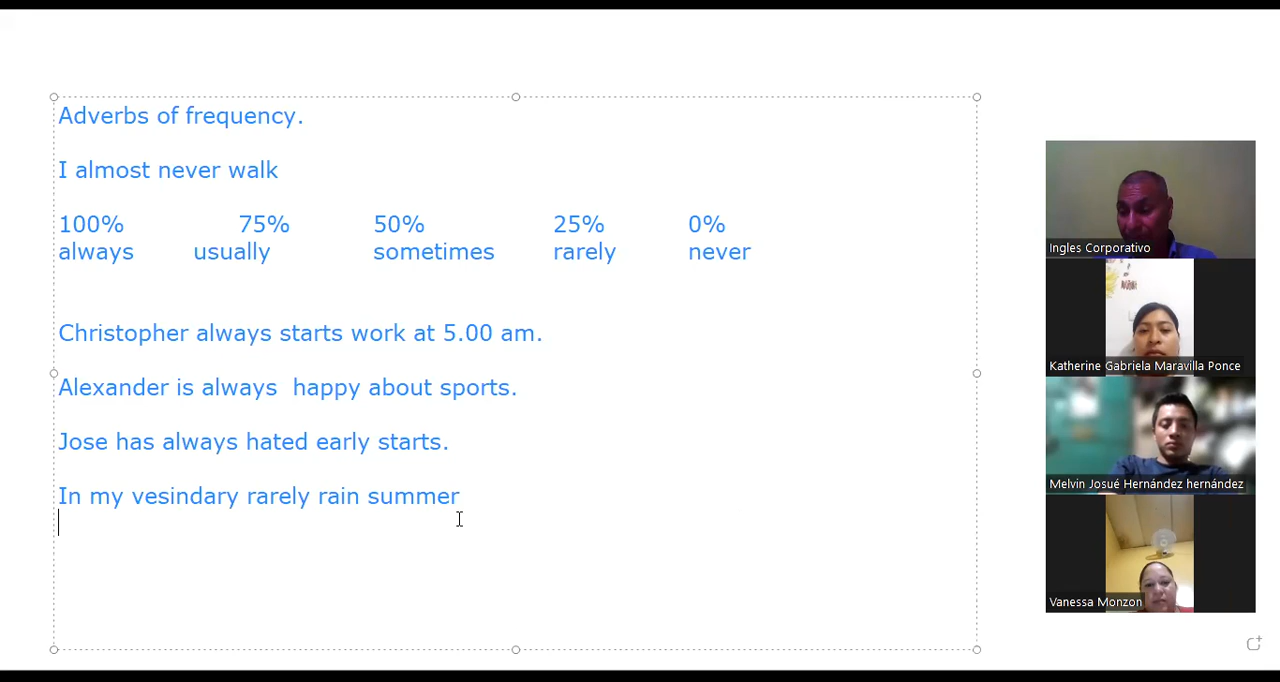 Adverbs of frequency.
I almost never walk
100% 75% 50% 25% 0%
always usually sometimes rarely never
Christopher always starts work at 5.00 am.
Alexander is always happy about sports.
Jose has always hated early starts.
In my vesindary rarely rain summer
Ingles Corporativo
Katherine Gabriela Maravilla Ponce
Melvin Josué Hernández hernández
Vanessa Monzon